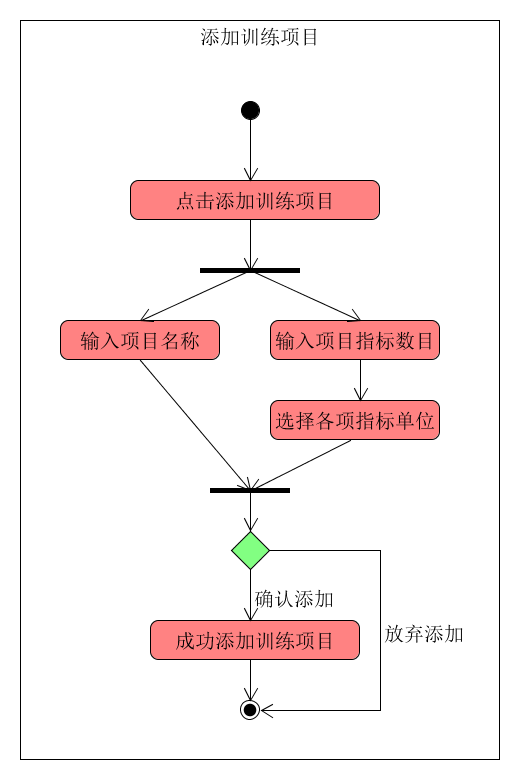 添加训练项目
点击添加训练项目
输入项目名称
输入项目指标数目
选择各项指标单位
确认添加
放弃添加
成功添加训练项目